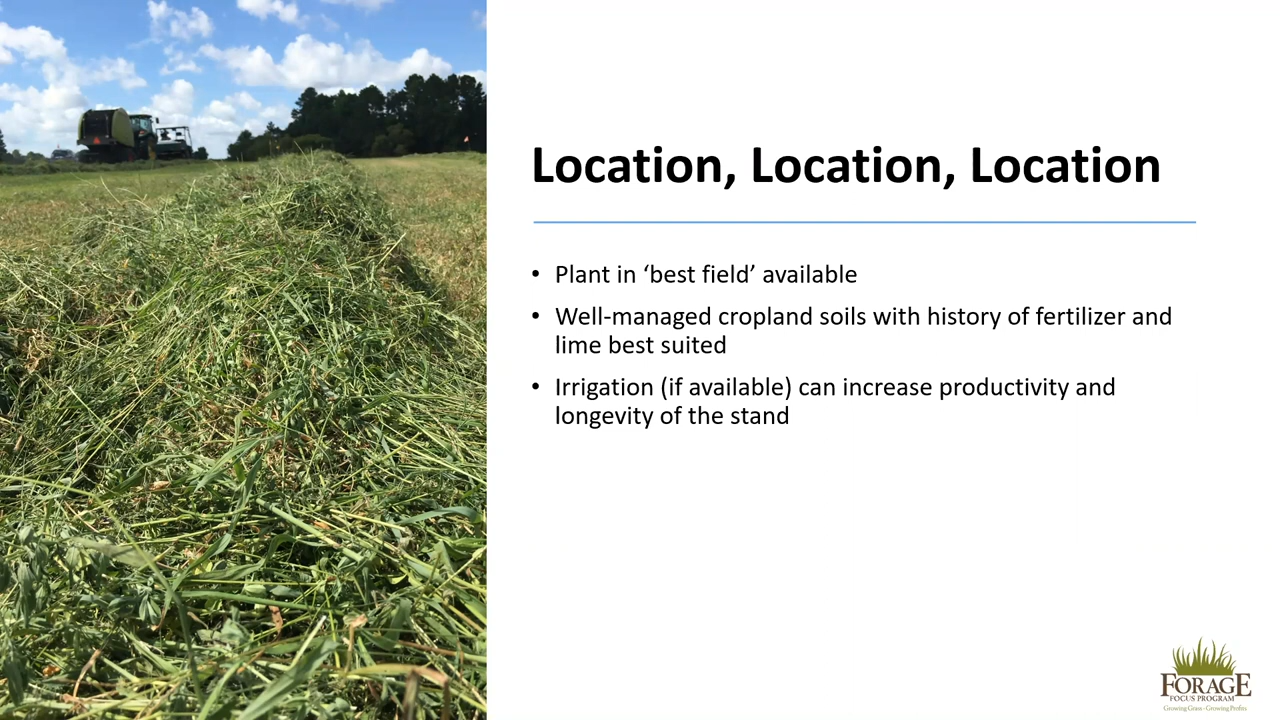 Location, Location, Location
• Plant in ‘best field’ available
• Well-managed cropland soils with history of fertilizer and
lime best suited
• Irrigation (if available) can increase productivity and
longevity of the stand
FORAGE
FOCUS PROGRAM
Growing Grass - Growing Profits